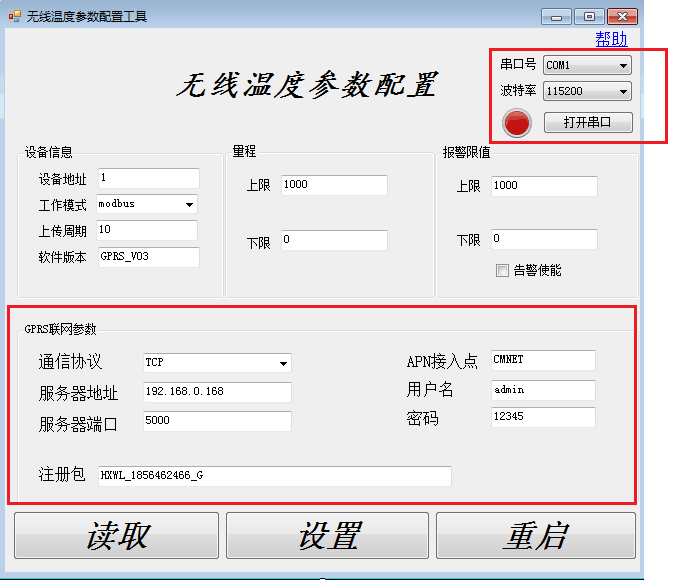 无线温度参数配置工具
帮助
无线温度参数配置
串口号 COM1
波特率 115200
打开串口
设备信息
设备地址 1
工作模式 modbus
上传周期 10
软件版本 GPRS_V03
量程
上限 1000
下限 0
报警限值
上限 1000
下限 0
告警使能
GPRS联网参数
通信协议 TCP
服务器地址 192.168.0.168
服务器端口 5000
APN接入点 CMNET
用户名 admin
密码 12345
注册包 HXWL_1856462466_G
读取 设置 重启